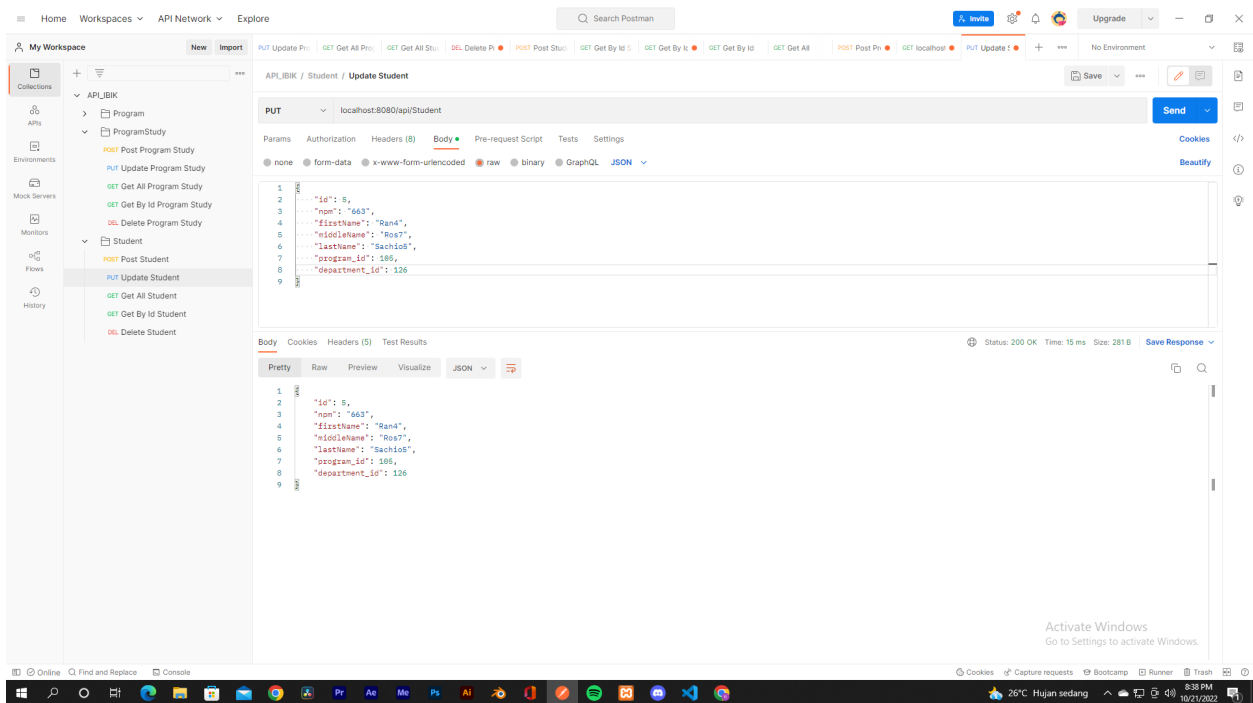 Home Workspaces API Network Explore Search Postman Invite Upgrade
My Workspace New Import PUT Update Pro GET Get All Prog GET Get All Stu DEL Delete Pr POST Post Stud GET Get By Id S GET Get By Ic GET Get By Id GET Get All POST Post Pro GET localhost PUT Update S No Environment
Collections
APIs
Environments
Mock Servers
Monitors
Flows
History
API_IBIK
Program
ProgramStudy
POST Post Program Study
PUT Update Program Study
GET Get All Program Study
GET Get By Id Program Study
DEL Delete Program Study
Student
POST Post Student
PUT Update Student
GET Get All Student
GET Get By Id Student
DEL Delete Student
API_IBIK / Student / Update Student Save
PUT localhost:8080/api/Student Send
Params Authorization Headers (8) Body Pre-request Script Tests Settings Cookies
none form-data x-www-form-urlencoded raw binary GraphQL JSON Beautify
1 {
2 "id": 5,
3 "npm": "663",
4 "firstName": "Ran4",
5 "middleName": "Ros7",
6 "lastName": "Sachio5",
7 "program_id": 105,
8 "department_id": 126
9 }
Body Cookies Headers (5) Test Results Status: 200 OK Time: 15 ms Size: 281 B Save Response
Pretty Raw Preview Visualize JSON
1 {
2 "id": 5,
3 "npm": "663",
4 "firstName": "Ran4",
5 "middleName": "Ros7",
6 "lastName": "Sachio5",
7 "program_id": 105,
8 "department_id": 126
9 }
Activate Windows
Go to Settings to activate Windows.
Online Find and Replace Console Cookies Capture requests Bootcamp Runner Trash
Pr Ae Me Ps Ai 26°C Hujan sedang 8:38 PM
10/21/2022